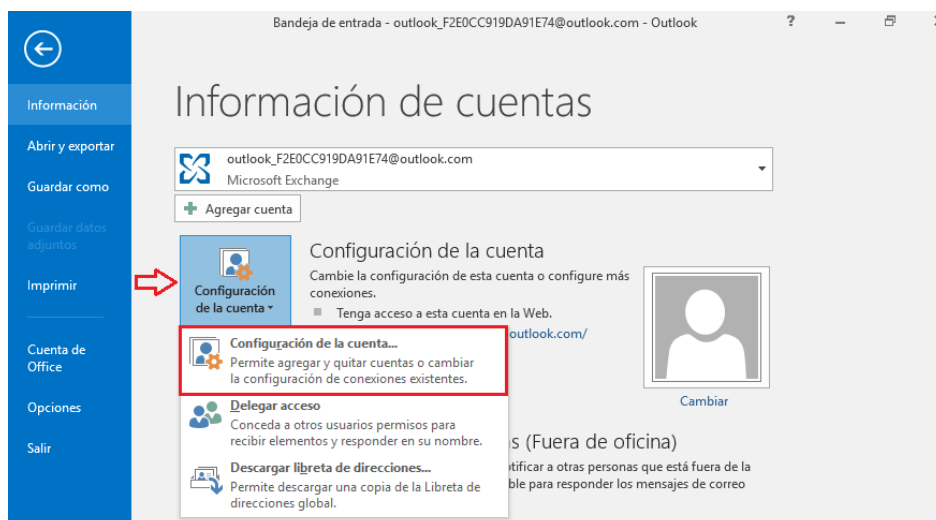 Bandeja de entrada - outlook_F2E0CC919DA91E74@outlook.com - Outlook
?
Información
Abrir y exportar
Guardar como
Guardar datos
adjuntos
Imprimir
Cuenta de
Office
Opciones
Salir
Información de cuentas
outlook_F2E0CC919DA91E74@outlook.com
Microsoft Exchange
Agregar cuenta
Configuración
de la cuenta
Configuración de la cuenta
Cambie la configuración de esta cuenta o configure más
conexiones.
Tenga acceso a esta cuenta en la Web.
outlook.com/
Cambiar
Configuración de la cuenta...
Permite agregar y quitar cuentas o cambiar
la configuración de conexiones existentes.
Delegar acceso
Conceda a otros usuarios permisos para
recibir elementos y responder en su nombre.
Descargar libreta de direcciones...
Permite descargar una copia de la Libreta de
direcciones global.
(Fuera de oficina)
a otras personas que está fuera de la
para responder los mensajes de correo